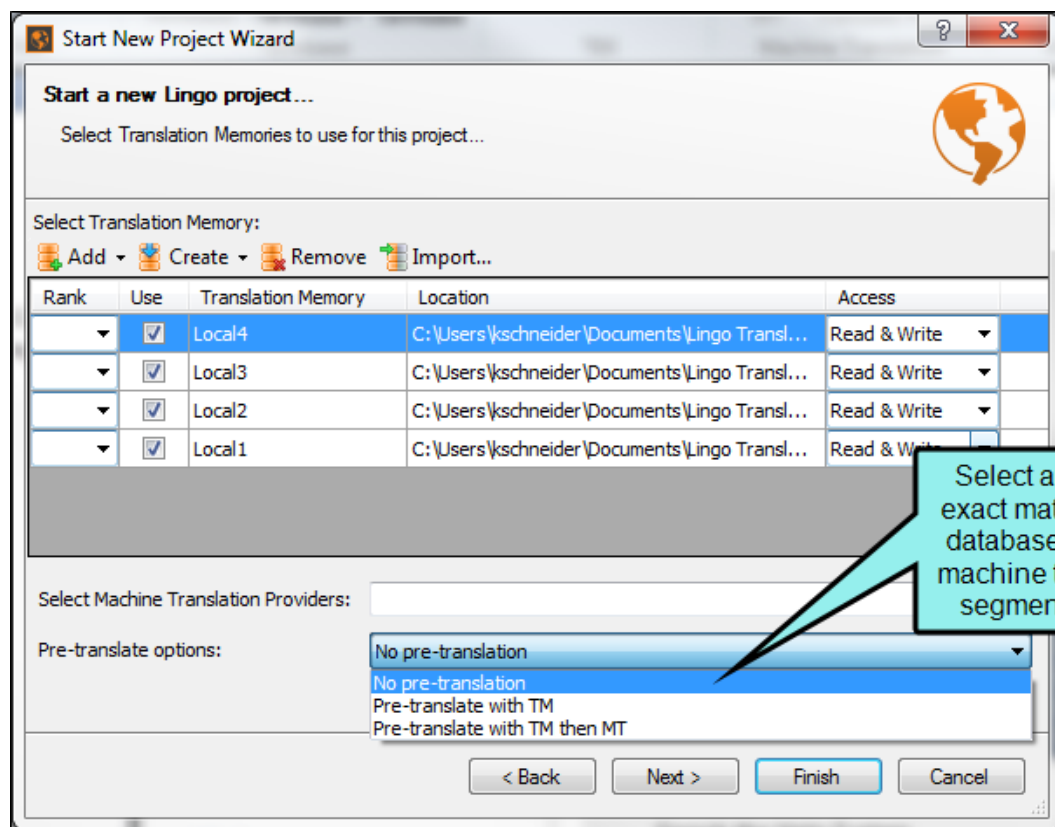 Start New Project Wizard
Start a new Lingo project...
Select Translation Memories to use for this project...
Select Translation Memory:
Add Create Remove Import...
Rank Use Translation Memory Location Access
Local4 C:\Users\kschneider\Documents\Lingo Transl... Read & Write
Local3 C:\Users\kschneider\Documents\Lingo Transl... Read & Write
Local2 C:\Users\kschneider\Documents\Lingo Transl... Read & Write
Local1 C:\Users\kschneider\Documents\Lingo Transl... Read &
Select a
exact
database
machine
Select Machine Translation Providers:
Pre-translate options: No pre-translation
No pre-translation
Pre-translate with TM
Pre-translate with TM then MT
< Back Next > Finish Cancel